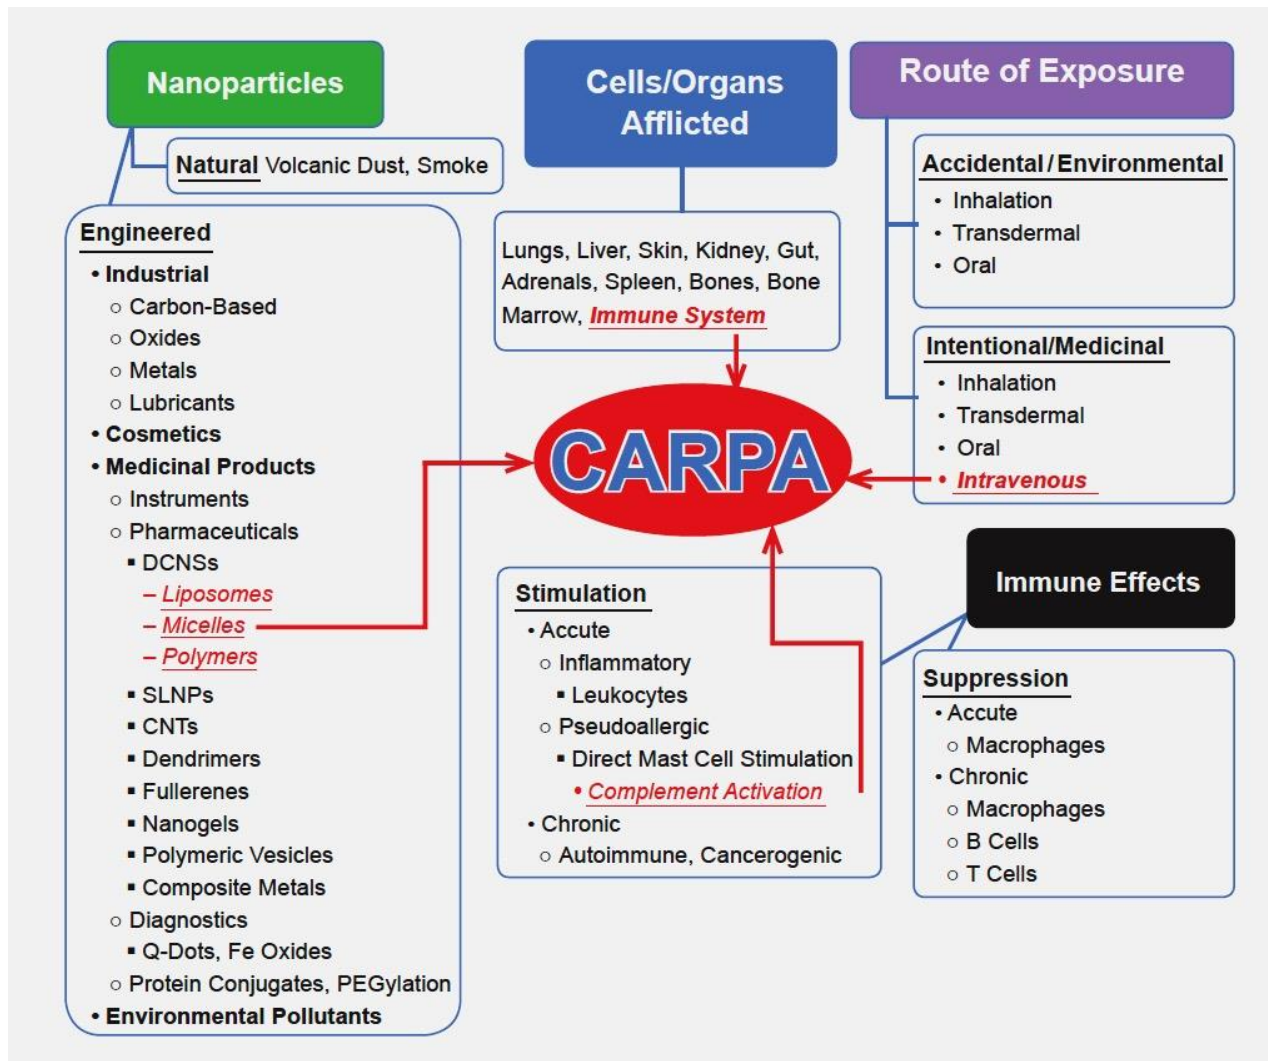 Nanoparticles
Natural Volcanic Dust, Smoke
Engineered
• Industrial
○ Carbon-Based
○ Oxides
○ Metals
○ Lubricants
• Cosmetics
• Medicinal Products
○ Instruments
○ Pharmaceuticals
▪ DCNSs
– Liposomes
– Micelles
– Polymers
▪ SLNPs
▪ CNTs
▪ Dendrimers
▪ Fullerenes
▪ Nanogels
▪ Polymeric Vesicles
▪ Composite Metals
○ Diagnostics
▪ Q-Dots, Fe Oxides
○ Protein Conjugates, PEGylation
• Environmental Pollutants
Cells/Organs
Afflicted
Lungs, Liver, Skin, Kidney, Gut,
Adrenals, Spleen, Bones, Bone
Marrow, Immune System
CARPA
Route of Exposure
Accidental/Environmental
• Inhalation
• Transdermal
• Oral
Intentional/Medicinal
• Inhalation
• Transdermal
• Oral
• Intravenous
Immune Effects
Stimulation
• Accute
○ Inflammatory
▪ Leukocytes
○ Pseudoallergic
▪ Direct Mast Cell Stimulation
• Complement Activation
• Chronic
○ Autoimmune, Cancerogenic
Suppression
• Accute
○ Macrophages
• Chronic
○ Macrophages
○ B Cells
○ T Cells